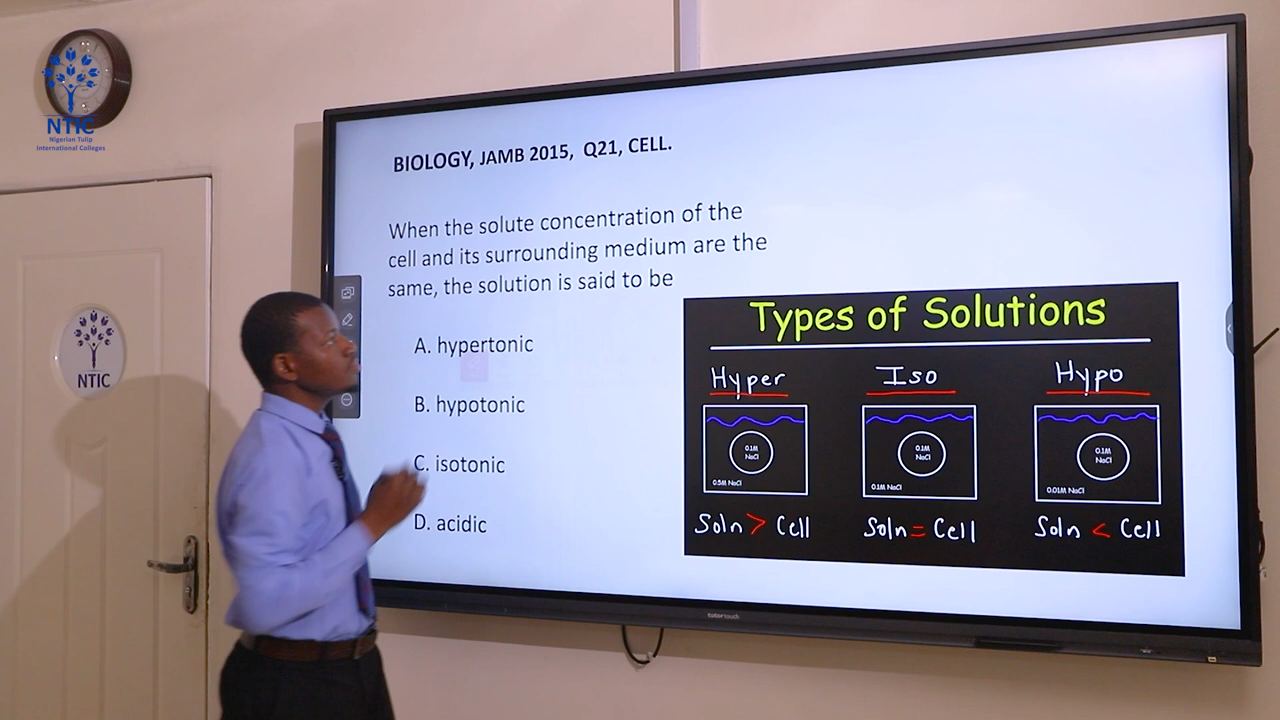 NTIC
Nigerian Tulip
International Colleges
NTIC
BIOLOGY, JAMB 2015, Q21, CELL.
When the solute concentration of the
cell and its surrounding medium are the
same, the solution is said to be
A. hypertonic
B. hypotonic
C. isotonic
D. acidic
Types of Solutions
Hyper Iso Hypo
0.1M
NaCl
0.5M NaCl
0.1M
NaCl
0.1M NaCl
0.1M
NaCl
0.01M NaCl
Soln > Cell Soln = Cell Soln < Cell
tutortouch